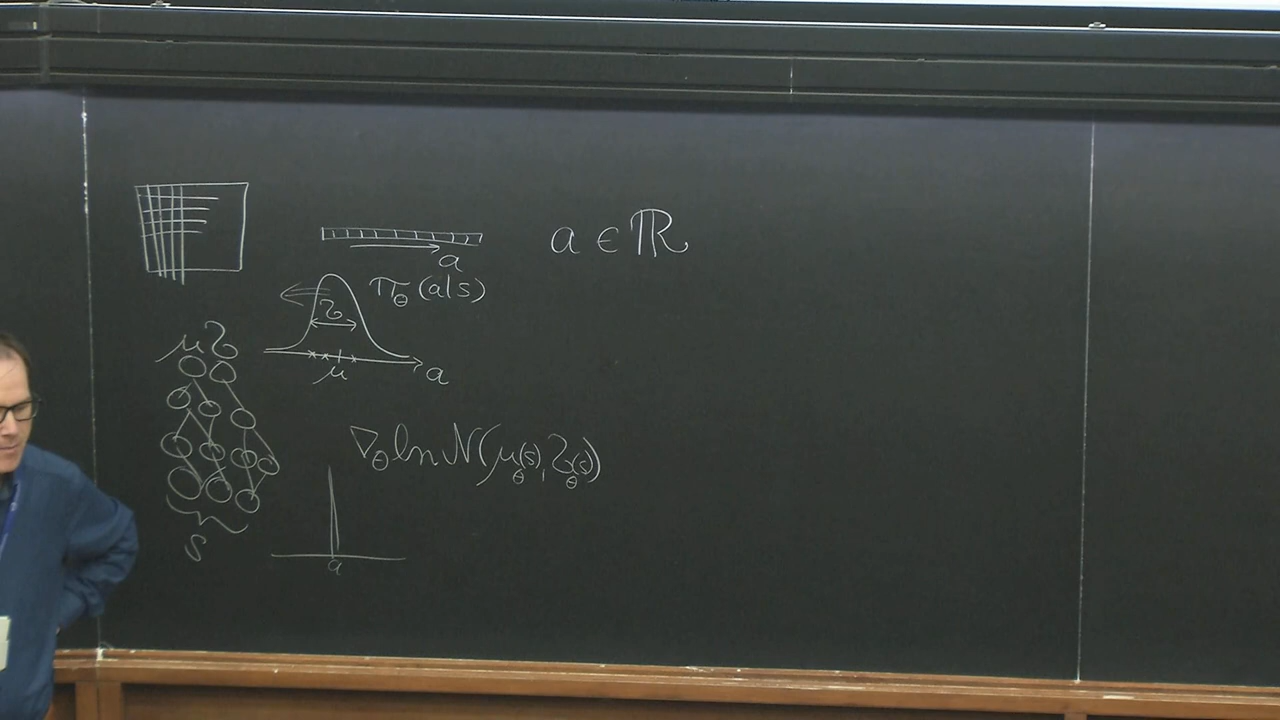 a ∈ ℝ
a
π_θ(a|s)
Σ
μ
a
μ Σ
∇_θ ln N(μ_θ(s), Σ_θ(s))
s
a